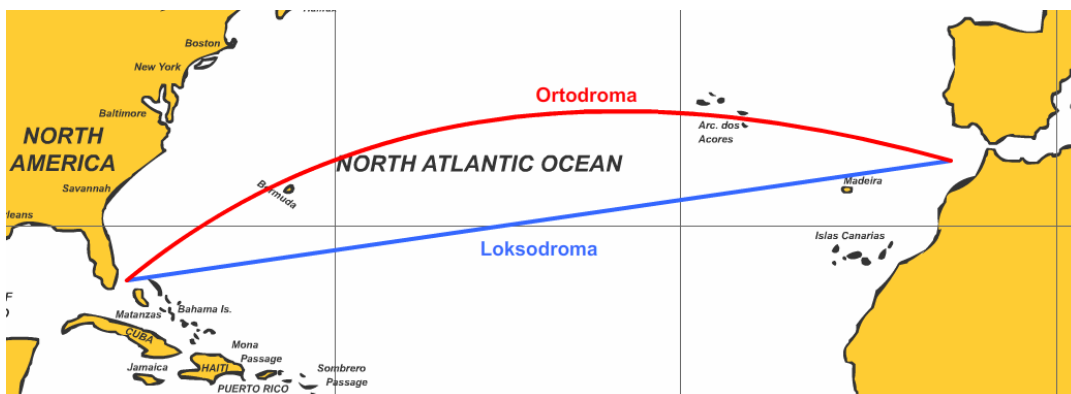 Boston
New York
Baltimore
NORTH
AMERICA
Savannah
leans
Bermuda
NORTH ATLANTIC OCEAN
Ortodroma
Arc. dos
Acores
Madeira
Loksodroma
Islas Canarias
F
Matanzas
Bahama Is.
CUBA
Mona
Passage
Jamaica
HAITI
PUERTO RICO
Sombrero
Passage